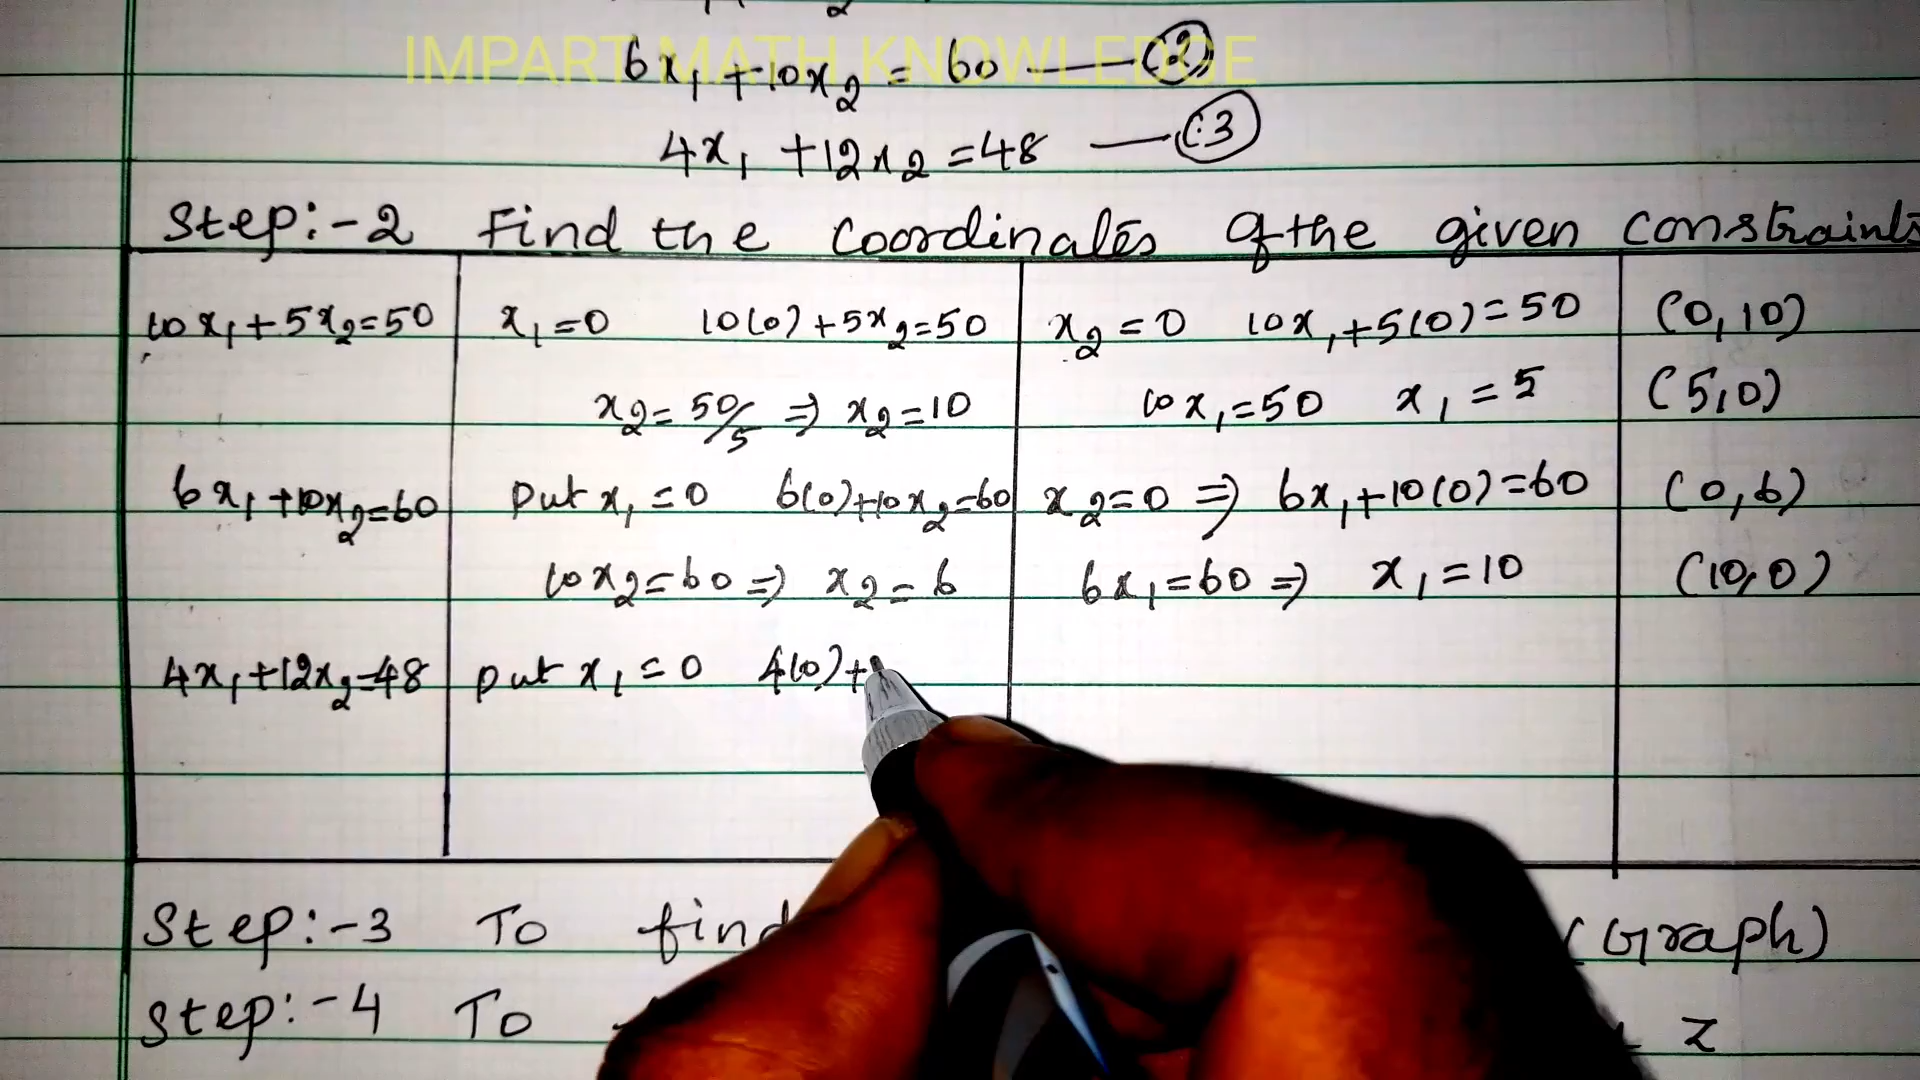 IMPART MATH KNOWLEDGE
6x₁ + 10x₂ = 60 — (2)
4x₁ + 12x₂ = 48 — (3)
Step:-2 Find the Coordinates of the given constraints
10x₁ + 5x₂ = 50 x₁ = 0 10(0) + 5x₂ = 50 x₂ = 0 10x₁ + 5(0) = 50 (0,10)
x₂ = 50/5 ⇒ x₂ = 10 10x₁ = 50 x₁ = 5 (5,0)
6x₁ + 10x₂ = 60 put x₁ = 0 6(0) + 10x₂ = 60 x₂ = 0 ⇒ 6x₁ + 10(0) = 60 (0,6)
10x₂ = 60 ⇒ x₂ = 6 6x₁ = 60 ⇒ x₁ = 10 (10,0)
4x₁ + 12x₂ = 48 put x₁ = 0 4(0) +
Step:-3 To find (Graph)
Step:-4 To Z